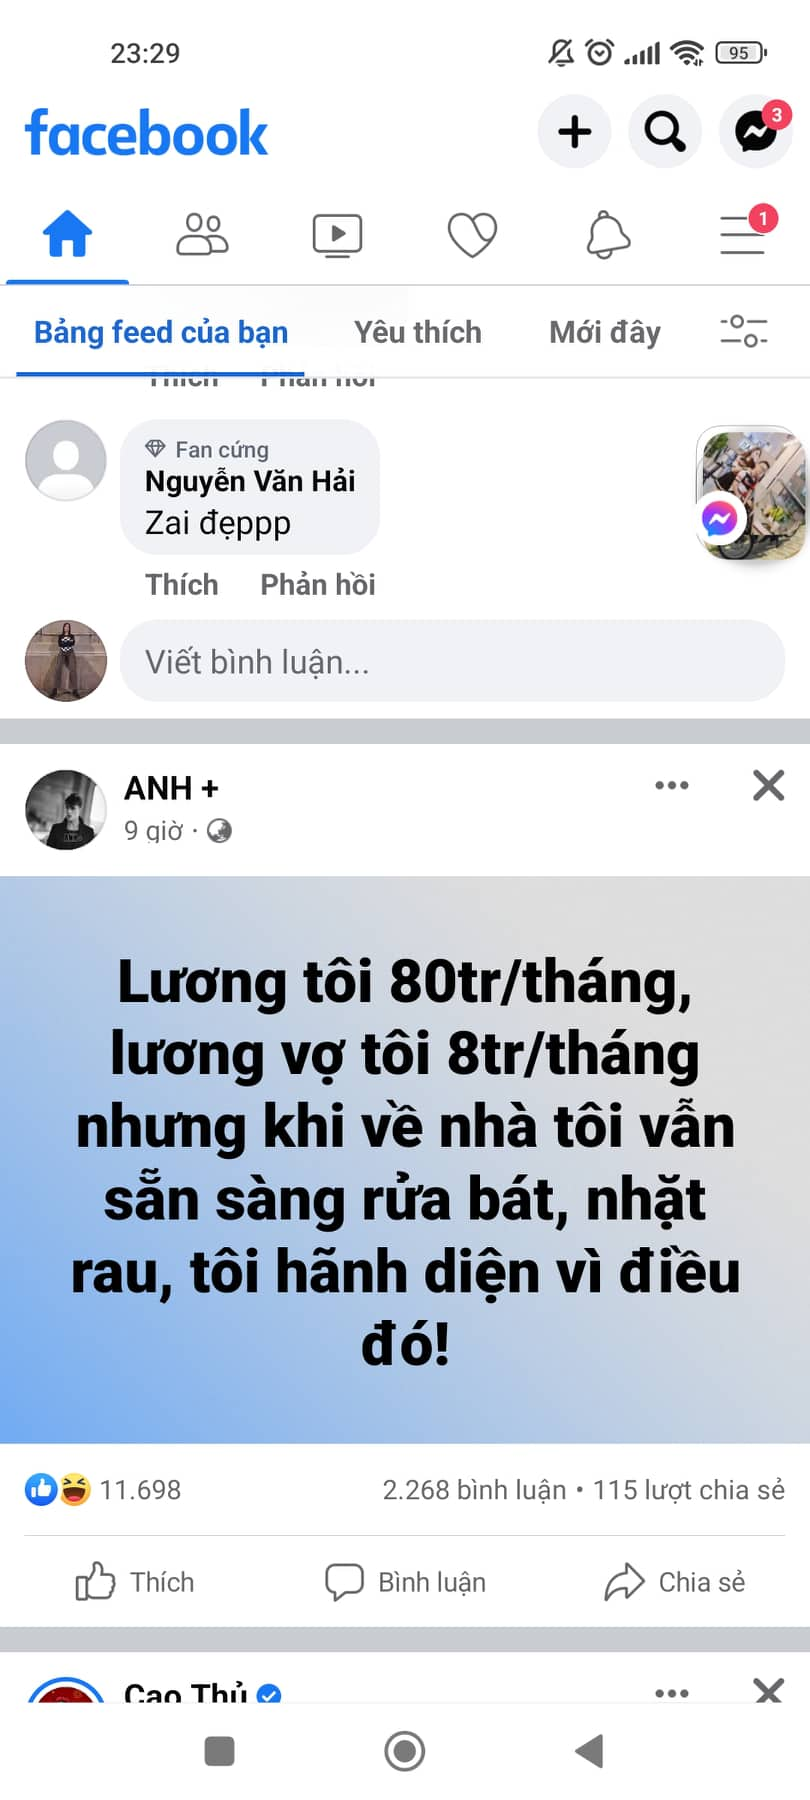 23:29
95
facebook
3
1
Bảng feed của bạn Yêu thích Mới đây
Thích Phản hồi
Fan cứng
Nguyễn Văn Hải
Zai đẹppp
Thích Phản hồi
Viết bình luận...
ANH +
9 giờ ·
Lương tôi 80tr/tháng,
lương vợ tôi 8tr/tháng
nhưng khi về nhà tôi vẫn
sẵn sàng rửa bát, nhặt
rau, tôi hãnh diện vì điều
đó!
11.698 2.268 bình luận • 115 lượt chia sẻ
Thích Bình luận Chia sẻ
Cao Thủ